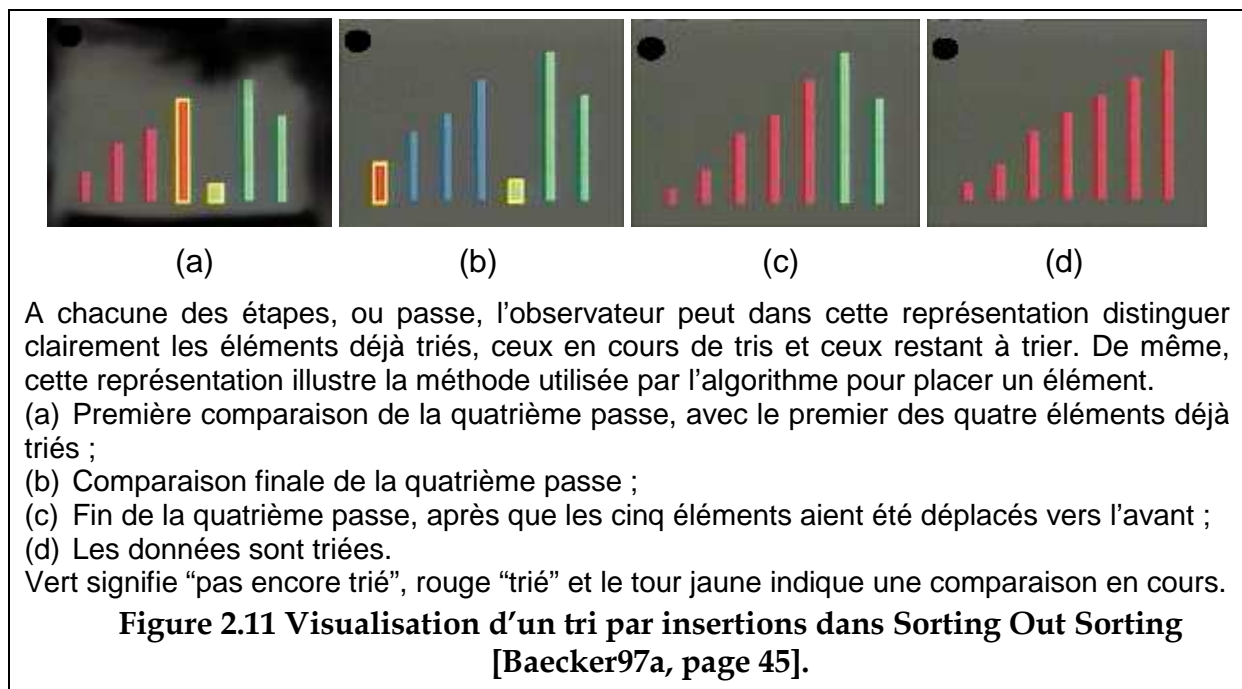 (a) (b) (c) (d)
A chacune des étapes, ou passe, l’observateur peut dans cette représentation distinguer
clairement les éléments déjà triés, ceux en cours de tris et ceux restant à trier. De même,
cette représentation illustre la méthode utilisée par l’algorithme pour placer un élément.
(a) Première comparaison de la quatrième passe, avec le premier des quatre éléments déjà
triés ;
(b) Comparaison finale de la quatrième passe ;
(c) Fin de la quatrième passe, après que les cinq éléments aient été déplacés vers l’avant ;
(d) Les données sont triées.
Vert signifie “pas encore trié”, rouge “trié” et le tour jaune indique une comparaison en cours.
Figure 2.11 Visualisation d’un tri par insertions dans Sorting Out Sorting
[Baecker97a, page 45].